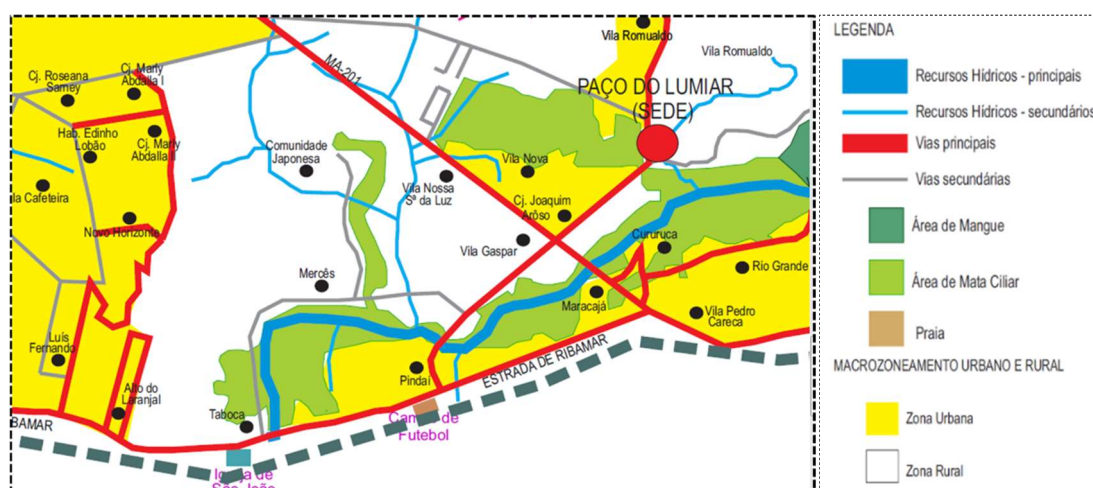 Vila Romualdo
Vila Romualdo
MA-201
PAÇO DO LUMIAR
(SEDE)
Cj. Roseana
Sarney
Cj. Marly
Abdalla I
Hab. Edinho
Lobão
Cj. Marly
Abdalla II
Comunidade
Japonesa
Vila Nova
Vila Nossa
Sª da Luz
la Cafeteira
Novo Horizonte
Cj. Joaquim
Arôso
Vila Gaspar
Cururuca
Rio Grande
Mercês
Maracajá
Vila Pedro
Careca
Luís
Fernando
Pindaí
ESTRADA DE RIBAMAR
Alto do
Laranjal
Taboca
BAMAR
Campo de
Futebol
Igreja de
São João
LEGENDA
Recursos Hídricos - principais
Recursos Hídricos - secundários
Vias principais
Vias secundárias
Área de Mangue
Área de Mata Ciliar
Praia
MACROZONEAMENTO URBANO E RURAL
Zona Urbana
Zona Rural